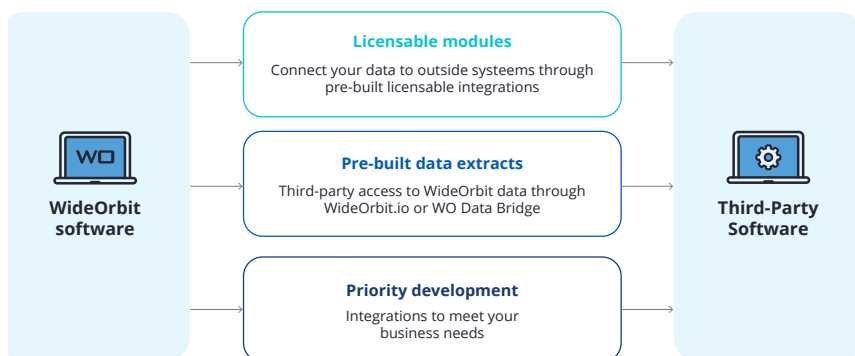 Licensable modules
Connect your data to outside systeems through
pre-built licensable integrations
WO
WideOrbit
software
Pre-built data extracts
Third-party access to WideOrbit data through
WideOrbit.io or WO Data Bridge
Third-Party
Software
Priority development
Integrations to meet your
business needs